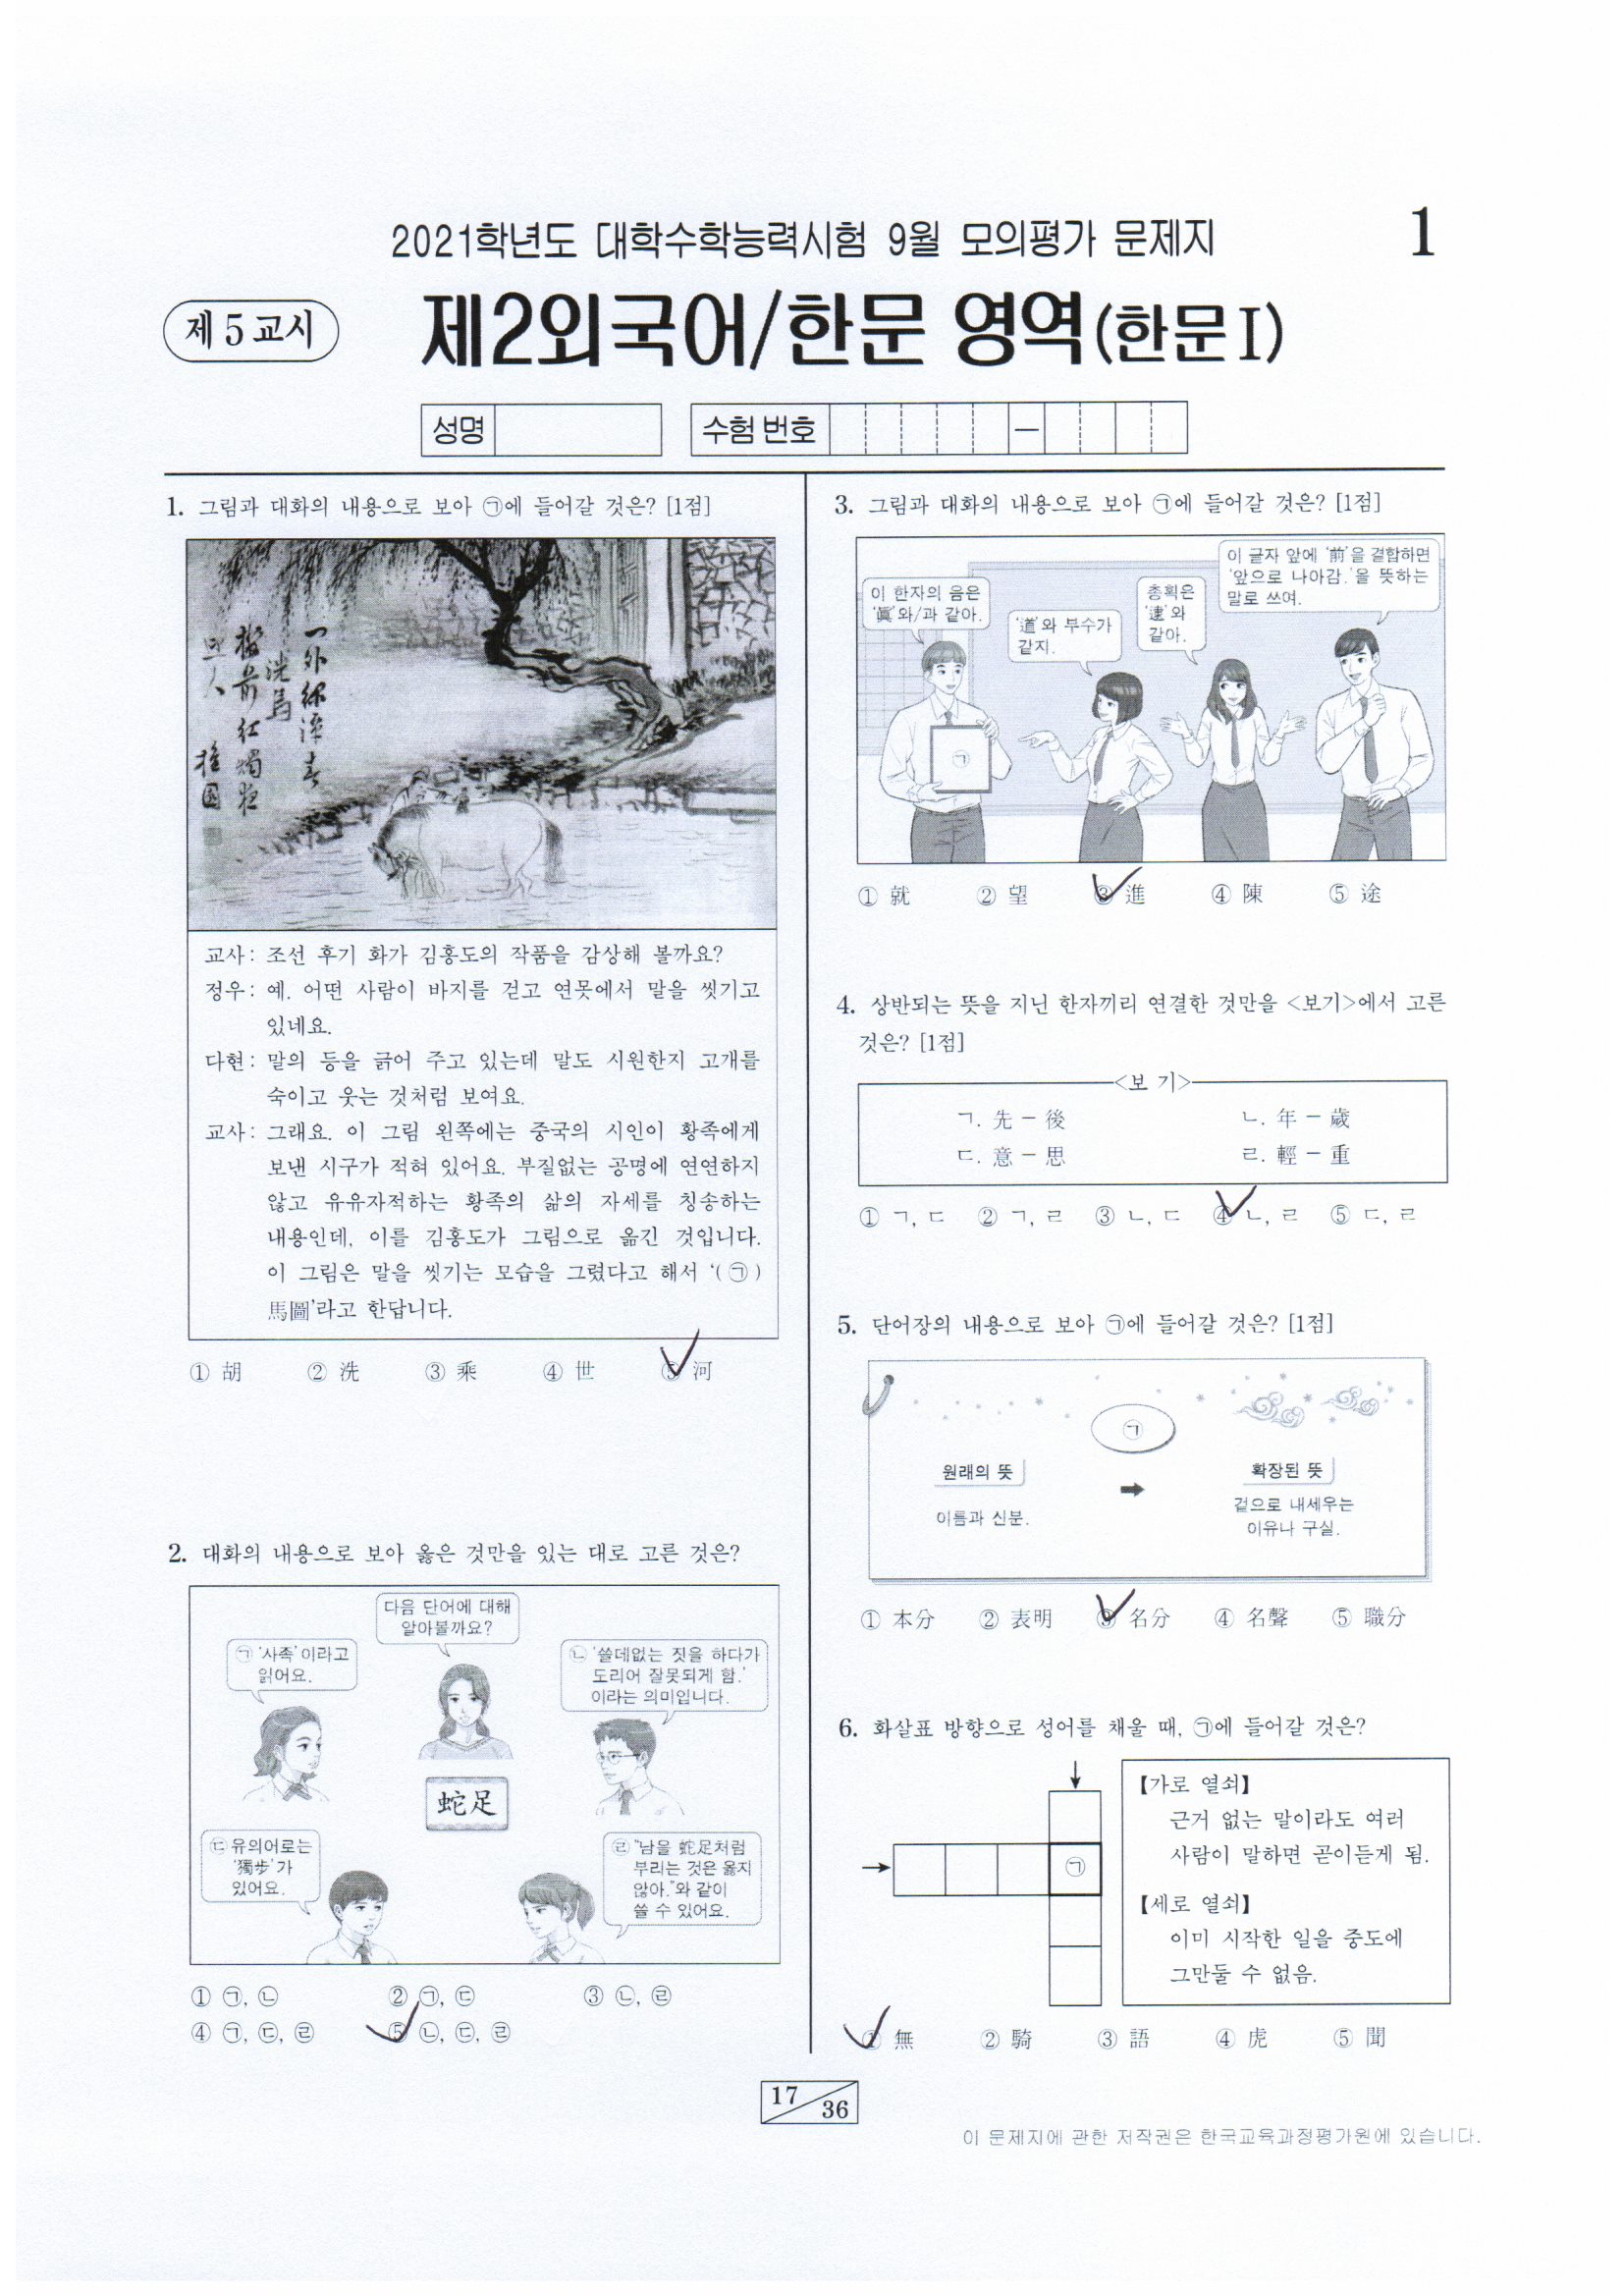 2021학년도 대학수학능력시험 9월 모의평가 문제지
1
제 5 교시
제2외국어/한문 영역(한문Ⅰ)
성명
수험 번호
—
1. 그림과 대화의 내용으로 보아 ㉠에 들어갈 것은? [1점]
洗馬
檀園
교사: 조선 후기 화가 김홍도의 작품을 감상해 볼까요?
정우: 예. 어떤 사람이 바지를 걷고 연못에서 말을 씻기고
있네요.
다현: 말의 등을 긁어 주고 있는데 말도 시원한지 고개를
숙이고 웃는 것처럼 보여요.
교사: 그래요. 이 그림 왼쪽에는 중국의 시인이 황족에게
보낸 시구가 적혀 있어요. 부질없는 공명에 연연하지
않고 유유자적하는 황족의 삶의 자세를 칭송하는
내용인데, 이를 김홍도가 그림으로 옮긴 것입니다.
이 그림은 말을 씻기는 모습을 그렸다고 해서 ‘( ㉠ )
馬圖’라고 한답니다.
① 胡 ② 洗 ③ 乘 ④ 世 ⑤ 河
2. 대화의 내용으로 보아 옳은 것만을 있는 대로 고른 것은?
다음 단어에 대해
알아볼까요?
㉠ ‘사족’이라고
읽어요.
㉡ ‘쓸데없는 짓을 하다가
도리어 잘못되게 함.’
이라는 의미입니다.
蛇足
㉢ 유의어로는
‘獨步’가
있어요.
㉣ “남을 蛇足처럼
부리는 것은 옳지
않아.”와 같이
쓸 수 있어요.
① ㉠, ㉡ ② ㉠, ㉢ ③ ㉡, ㉣
④ ㉠, ㉢, ㉣ ⑤ ㉡, ㉢, ㉣
3. 그림과 대화의 내용으로 보아 ㉠에 들어갈 것은? [1점]
이 한자의 음은
‘眞’와/과 같아.
‘道’와 부수가
같지.
총획은
‘逮’와
같아.
이 글자 앞에 ‘前’을 결합하면
‘앞으로 나아감.’을 뜻하는
말로 쓰여.
㉠
① 就 ② 望 ③ 進 ④ 陳 ⑤ 途
4. 상반되는 뜻을 지닌 한자끼리 연결한 것만을 <보기>에서 고른
것은? [1점]
<보 기>
ㄱ. 先 － 後 ㄴ. 年 － 歲
ㄷ. 意 － 思 ㄹ. 輕 － 重
① ㄱ, ㄷ ② ㄱ, ㄹ ③ ㄴ, ㄷ ④ ㄴ, ㄹ ⑤ ㄷ, ㄹ
5. 단어장의 내용으로 보아 ㉠에 들어갈 것은? [1점]
㉠
원래의 뜻
이름과 신분.
➡
확장된 뜻
겉으로 내세우는
이유나 구실.
① 本分 ② 表明 ③ 名分 ④ 名聲 ⑤ 職分
6. 화살표 방향으로 성어를 채울 때, ㉠에 들어갈 것은?
㉠
【가로 열쇠】
근거 없는 말이라도 여러
사람이 말하면 곧이듣게 됨.
【세로 열쇠】
이미 시작한 일을 중도에
그만둘 수 없음.
① 無 ② 騎 ③ 語 ④ 虎 ⑤ 聞
17
36
이 문제지에 관한 저작권은 한국교육과정평가원에 있습니다.